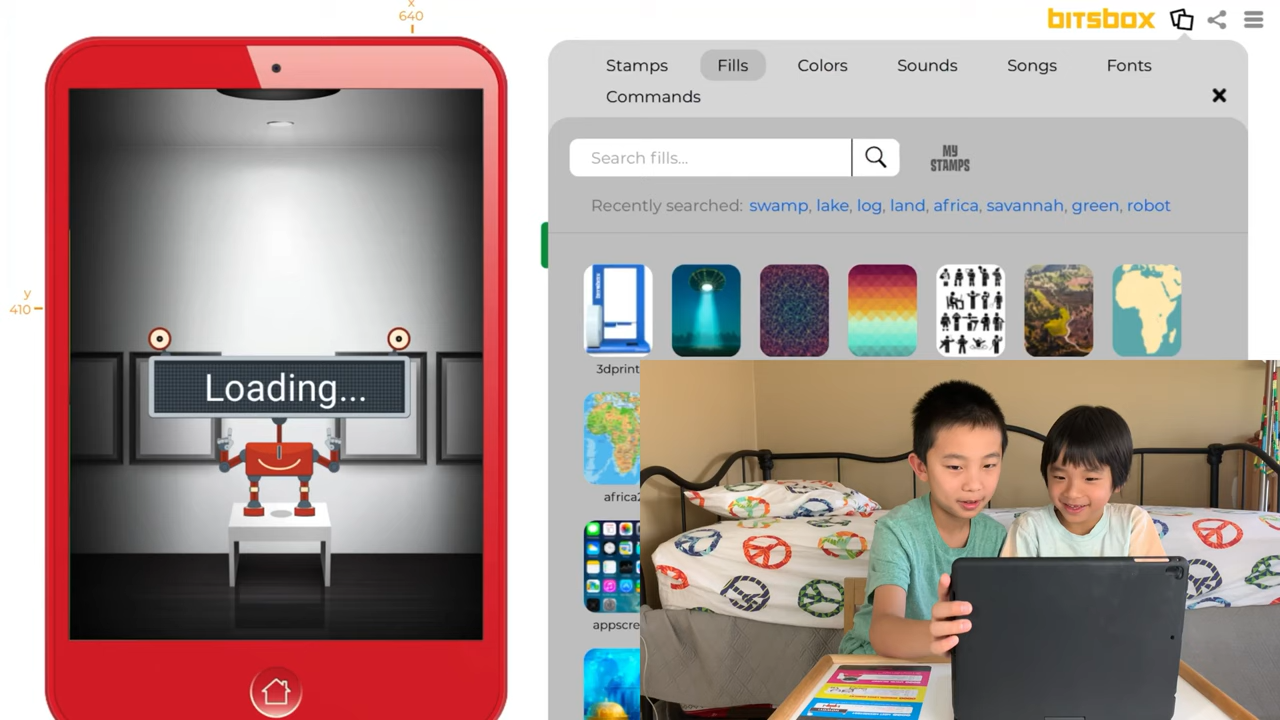 x
640
bitsbox
Stamps Fills Colors Sounds Songs Fonts
Commands
Search fills...
MY
STAMPS
Recently searched: swamp, lake, log, land, africa, savannah, green, robot
y
410
Loading...
3dprint
africa2
appscre